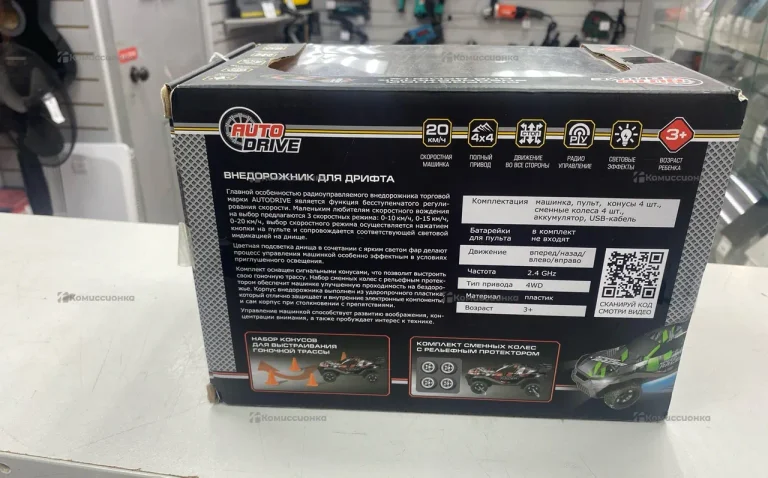 AUTO
DRIVE
20
КМ/Ч
4x4
P/V
3+
СКОРОСТНАЯ
МАШИНКА
ПОЛНЫЙ
ПРИВОД
ДВИЖЕНИЕ
ВО ВСЕ СТОРОНЫ
РАДИО
УПРАВЛЕНИЕ
СВЕТОВЫЕ
ЭФФЕКТЫ
ВОЗРАСТ
РЕБЕНКА
ВНЕДОРОЖНИК ДЛЯ ДРИФТА
Главной особенностью радиоуправляемого внедорожника торговой
марки AUTODRIVE является функция бесступенчатого регули-
рования скорости. Маленьким любителям скоростного вождения
на выбор предлагаются 3 скоростных режима: 0-10 км/ч, 0-15 км/ч,
0-20 км/ч, выбор скоростного режима осуществляется нажатием
кнопки на пульте и сопровождается соответствующей световой
индикацией на днище.
Цветная подсветка днища в сочетании с ярким светом фар делают
процесс управления машинкой особенно эффектным в условиях
приглушенного освещения.
Комплект оснащен сигнальными конусами, что позволит выстроить
свою гоночную трассу. Набор сменных колес с рельефным протек-
тором обеспечит машинке улучшенную проходимость на бездоро-
жье. Корпус внедорожника выполнен из ударопрочного пластика,
который отлично защищает и внутренние электронные компоненты
и сам корпус при столкновении с препятствиями.
Управление машинкой способствует развитию воображения, кон-
центрации внимания, а также пробуждает интерес к технике.
Комплектация машинка, пульт, конусы 4 шт.,
сменные колеса 4 шт.,
аккумулятор, USB-кабель
Батарейки в комплект
для пульта не входят
Движение вперед/назад/
влево/вправо
Частота 2.4 GHz
Тип привода 4WD
Материал пластик
Возраст 3+
СКАНИРУЙ КОД
СМОТРИ ВИДЕО
НАБОР КОНУСОВ
ДЛЯ ВЫСТРАИВАНИЯ
ГОНОЧНОЙ ТРАССЫ
КОМПЛЕКТ СМЕННЫХ КОЛЕС
С РЕЛЬЕФНЫМ ПРОТЕКТОРОМ
Комиссионка
Комиссионка
Комиссионка
Комиссионка
Комиссионка
Комиссионка
Комиссионка
Комиссионка
Комиссионка